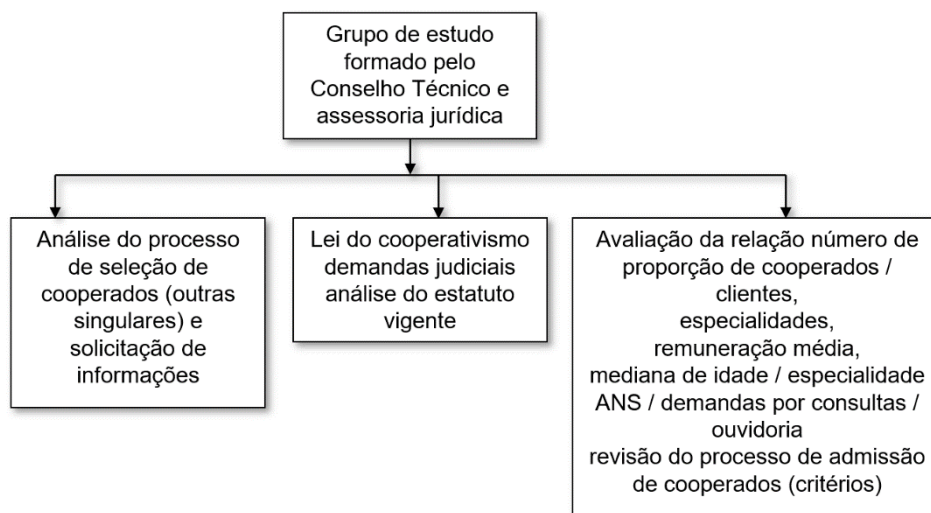 Grupo de estudo
formado pelo
Conselho Técnico e
assessoria jurídica
Análise do processo
de seleção de
cooperados (outras
singulares) e
solicitação de
informações
Lei do cooperativismo
demandas judiciais
análise do estatuto
vigente
Avaliação da relação número de
proporção de cooperados /
clientes,
especialidades,
remuneração média,
mediana de idade / especialidade
ANS / demandas por consultas /
ouvidoria
revisão do processo de admissão
de cooperados (critérios)